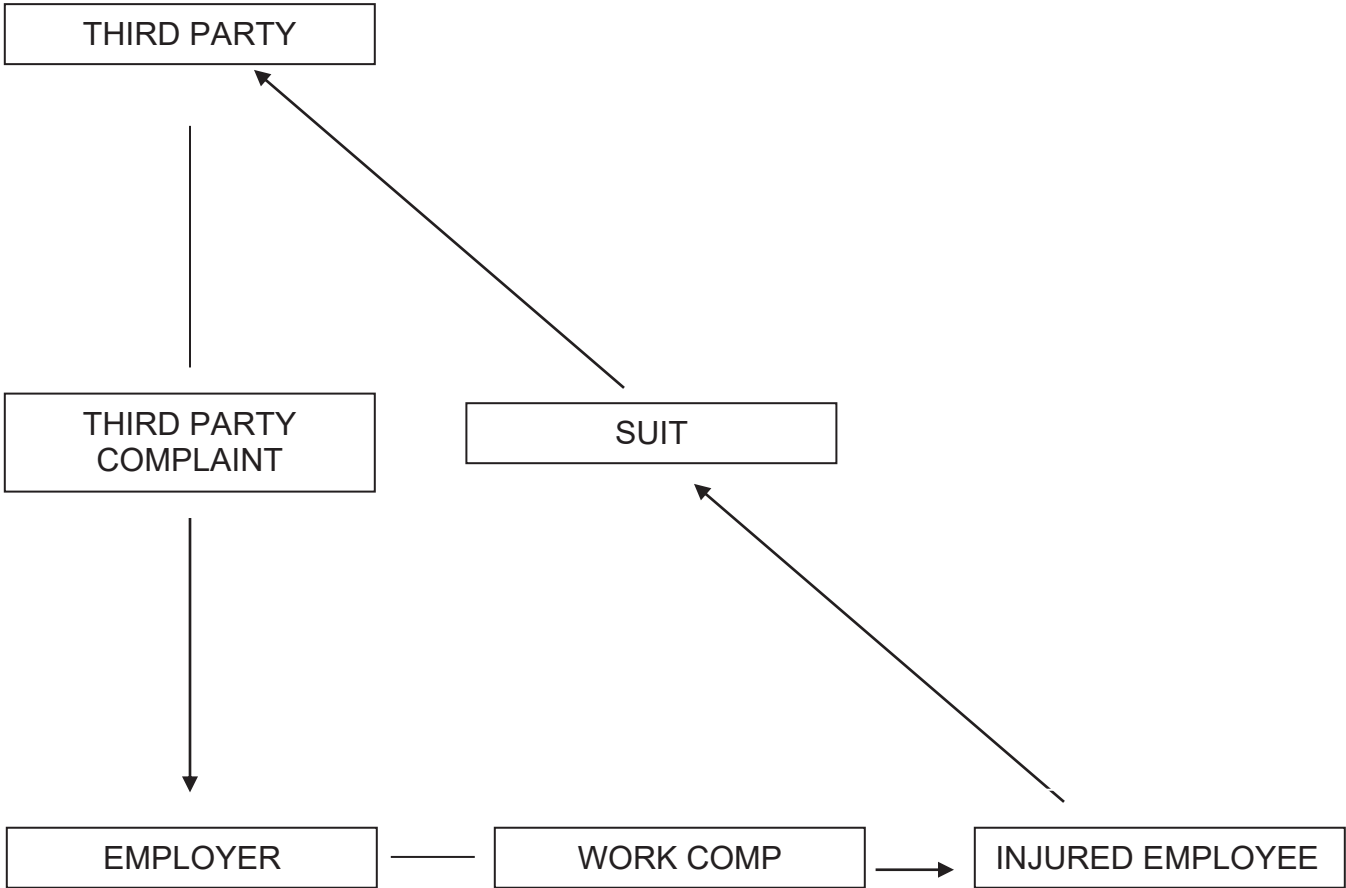 THIRD PARTY
THIRD PARTY
COMPLAINT
SUIT
EMPLOYER
WORK COMP
INJURED EMPLOYEE